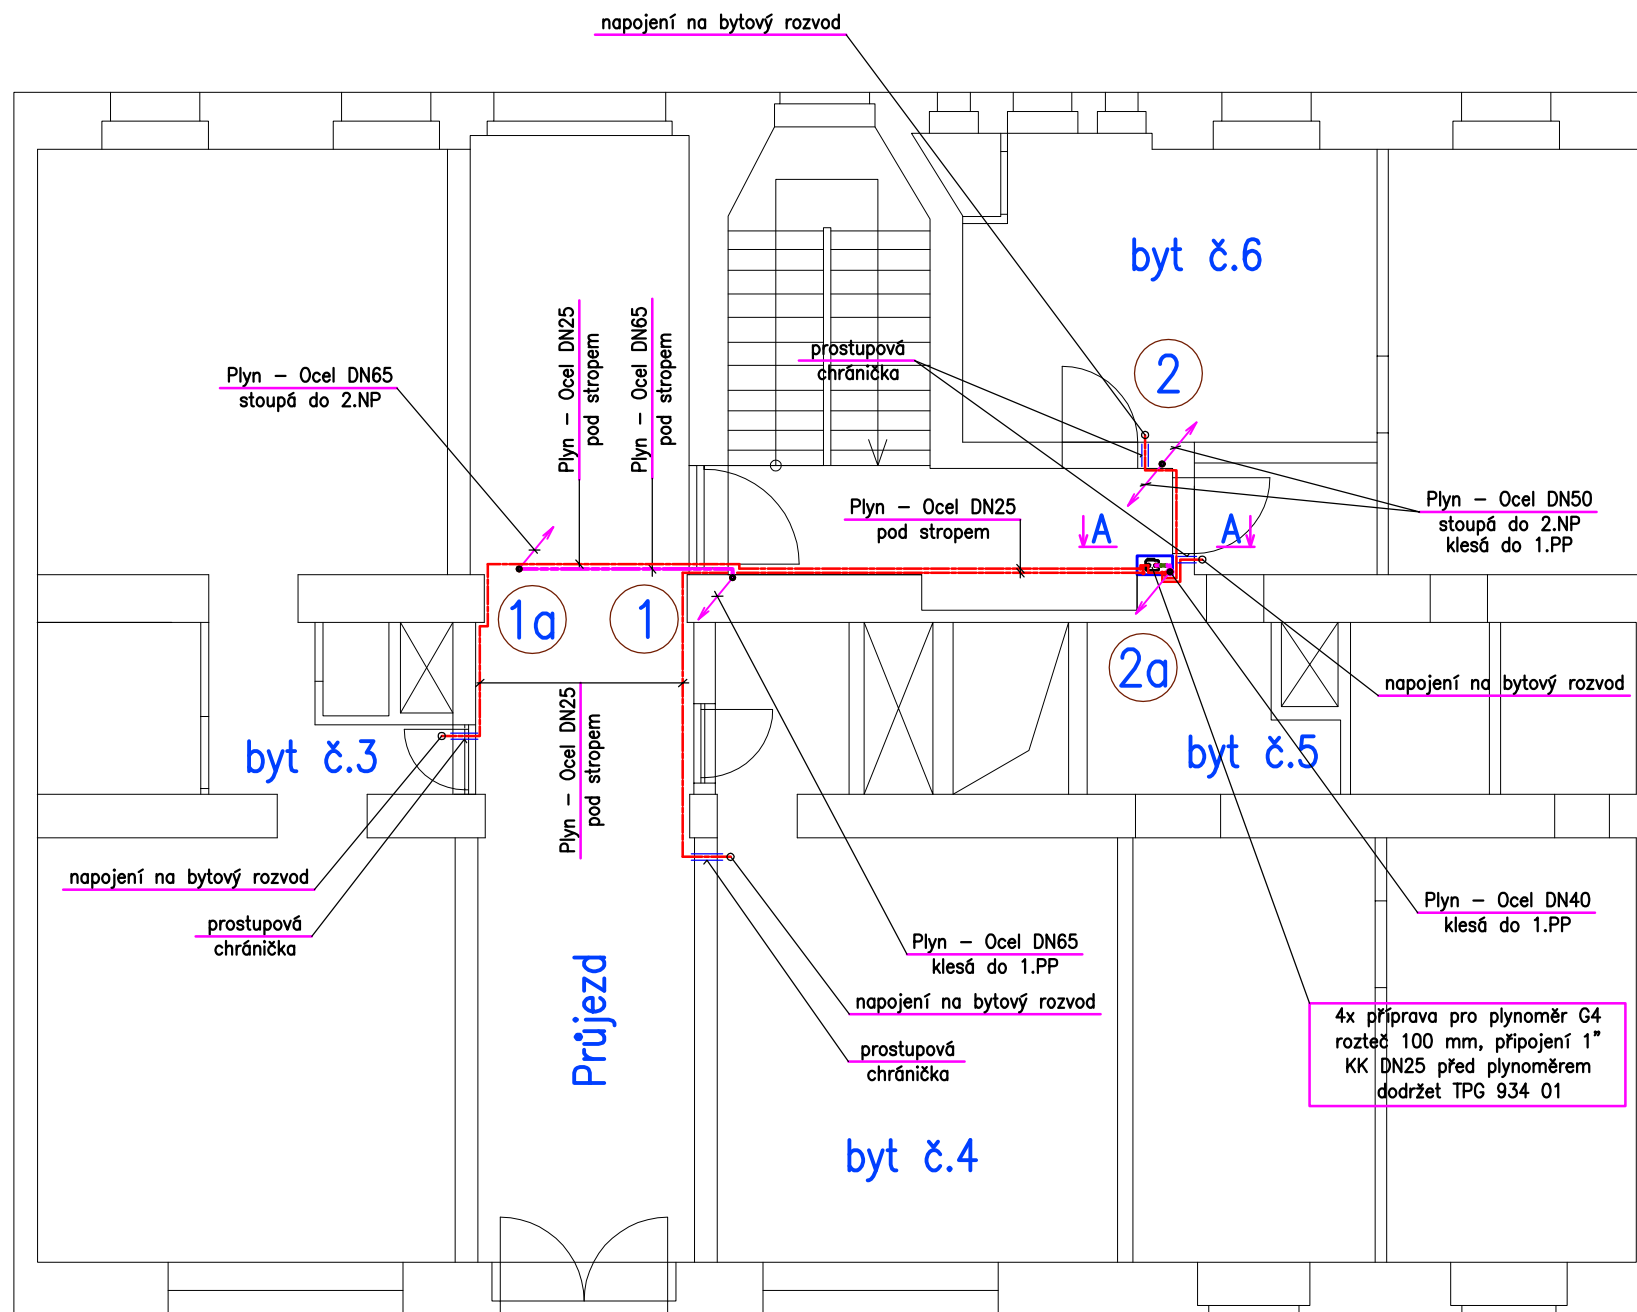 napojení na bytový rozvod
byt č.6
Plyn – Ocel DN25
pod stropem
Plyn – Ocel DN65
pod stropem
prostupová
chránička
2
Plyn – Ocel DN65
stoupá do 2.NP
Plyn – Ocel DN25
pod stropem
A
A
Plyn – Ocel DN50
stoupá do 2.NP
klesá do 1.PP
1a
1
2a
napojení na bytový rozvod
byt č.3
Plyn – Ocel DN25
pod stropem
byt č.5
napojení na bytový rozvod
prostupová
chránička
Plyn – Ocel DN40
klesá do 1.PP
Plyn – Ocel DN65
klesá do 1.PP
napojení na bytový rozvod
Průjezd
prostupová
chránička
4x příprava pro plynoměr G4
rozteč 100 mm, připojení 1"
KK DN25 před plynoměrem
dodržet TPG 934 01
byt č.4